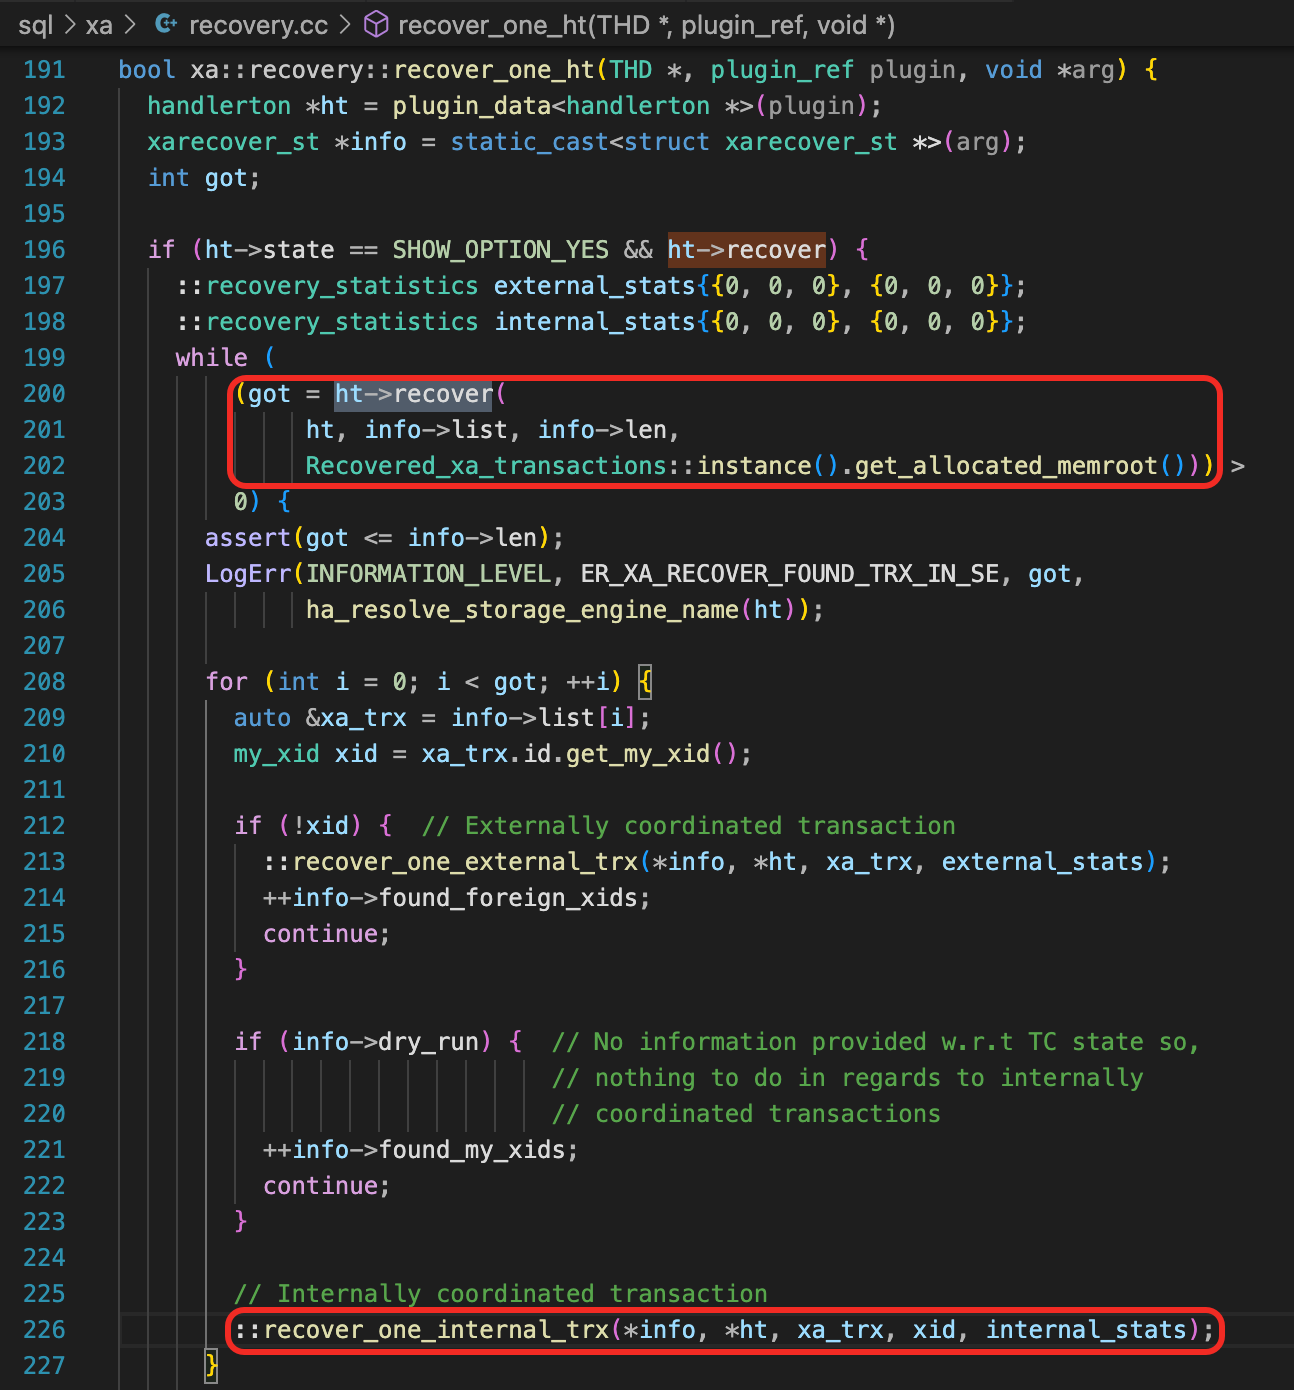 sql > xa > recovery.cc > recover_one_ht(THD *, plugin_ref, void *)
191 bool xa::recovery::recover_one_ht(THD *, plugin_ref plugin, void *arg) {
192 handlerton *ht = plugin_data<handlerton *>(plugin);
193 xarecover_st *info = static_cast<struct xarecover_st *>(arg);
194 int got;
195
196 if (ht->state == SHOW_OPTION_YES && ht->recover) {
197 ::recovery_statistics external_stats{{0, 0, 0}, {0, 0, 0}};
198 ::recovery_statistics internal_stats{{0, 0, 0}, {0, 0, 0}};
199 while (
200 (got = ht->recover(
201 ht, info->list, info->len,
202 Recovered_xa_transactions::instance().get_allocated_memroot())) >
203 0) {
204 assert(got <= info->len);
205 LogErr(INFORMATION_LEVEL, ER_XA_RECOVER_FOUND_TRX_IN_SE, got,
206 ha_resolve_storage_engine_name(ht));
207
208 for (int i = 0; i < got; ++i) {
209 auto &xa_trx = info->list[i];
210 my_xid xid = xa_trx.id.get_my_xid();
211
212 if (!xid) { // Externally coordinated transaction
213 ::recover_one_external_trx(*info, *ht, xa_trx, external_stats);
214 ++info->found_foreign_xids;
215 continue;
216 }
217
218 if (info->dry_run) { // No information provided w.r.t TC state so,
219 // nothing to do in regards to internally
220 // coordinated transactions
221 ++info->found_my_xids;
222 continue;
223 }
224
225 // Internally coordinated transaction
226 ::recover_one_internal_trx(*info, *ht, xa_trx, xid, internal_stats);
227 }